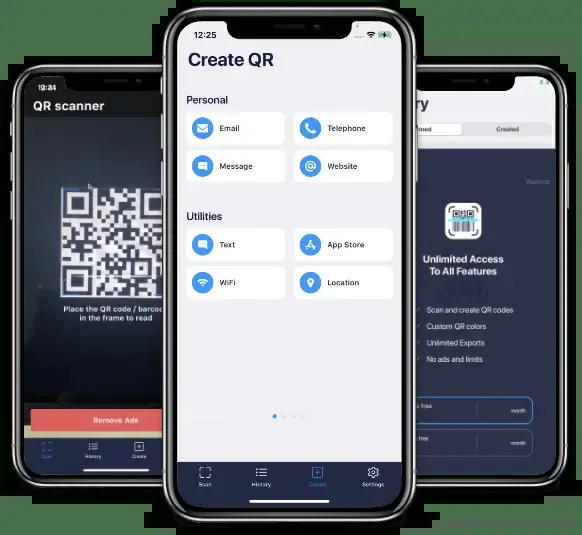 19:24
QR scanner
Place the QR code / barcod
in the frame to read
Remove Ads
Scan
History
Create
12:25
Create QR
Personal
Email
Telephone
Message
Website
Utilities
Text
App Store
WiFi
Location
Scan
History
Create
Settings
ry
nned
Created
Unlimited Access
To All Features
Scan and create QR codes
Custom QR colors
Unlimited Exports
No ads and limits
s free
month
free
month